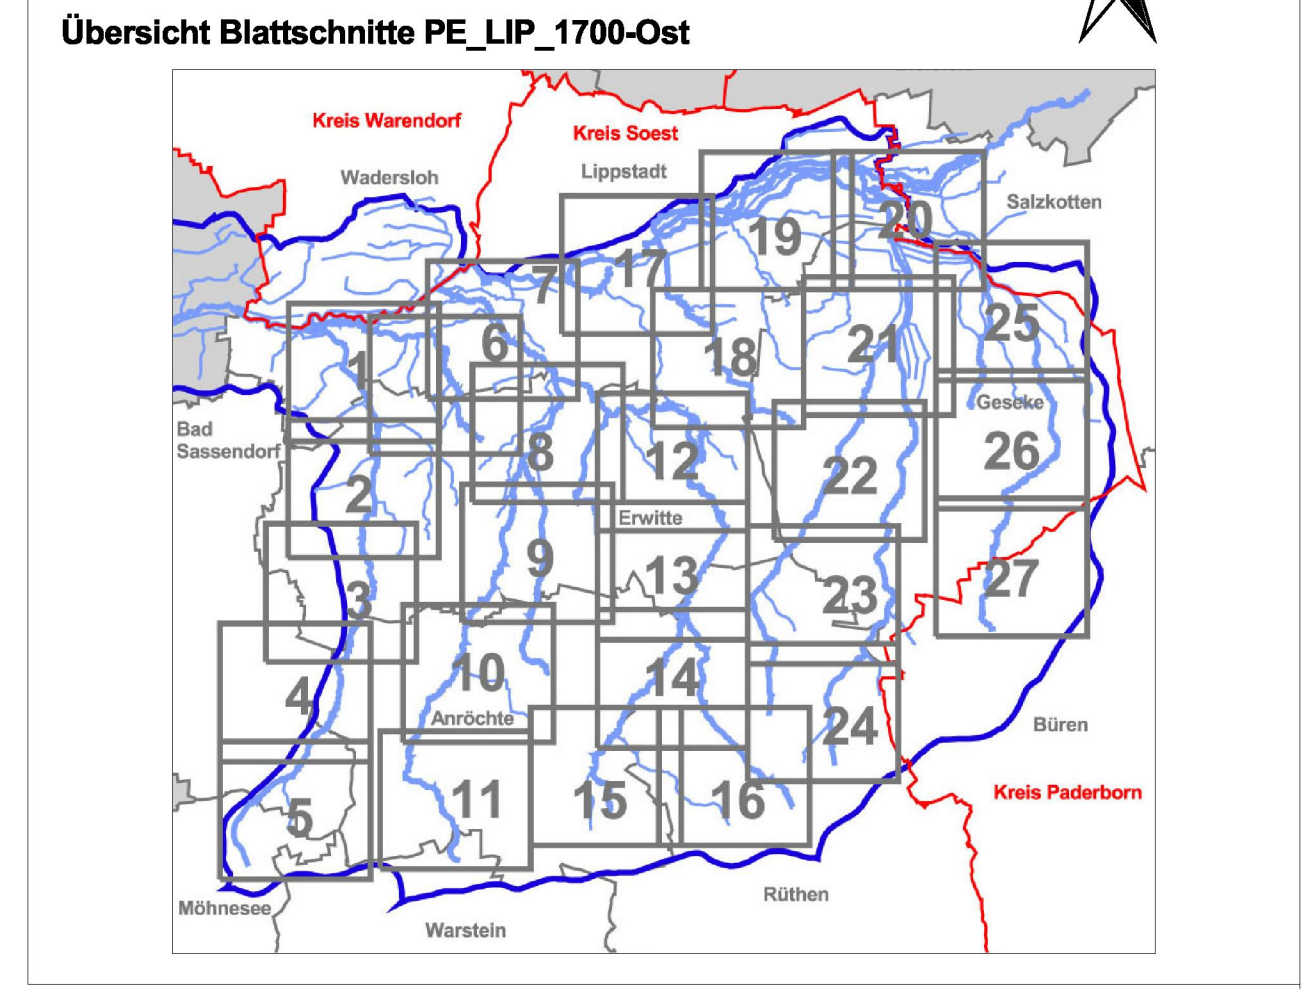 Übersicht Blattschnitte PE_LIP_1700-Ost
Kreis Warendorf
Kreis Soest
Lippstadt
Wadersloh
Salzkotten
20
19
17
7
25
6
21
18
1
Geseke
Bad
Sassendorf
26
8
12
22
2
Erwitte
9
13
27
3
23
10
14
4
Anröchte
24
Büren
Kreis Paderborn
11
15
16
5
Rüthen
Möhnesee
Warstein